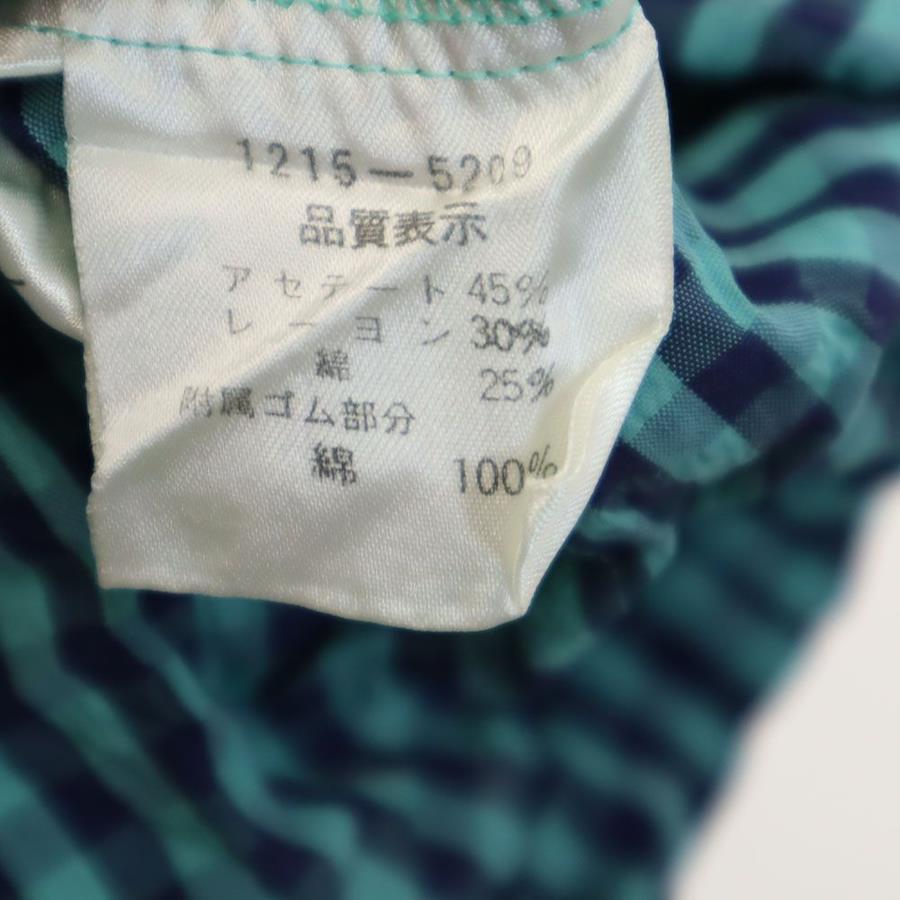 1215-5209
品質表示
アセテート 45%
レーヨン 30%
綿 25%
附属ゴム部分
綿 100%